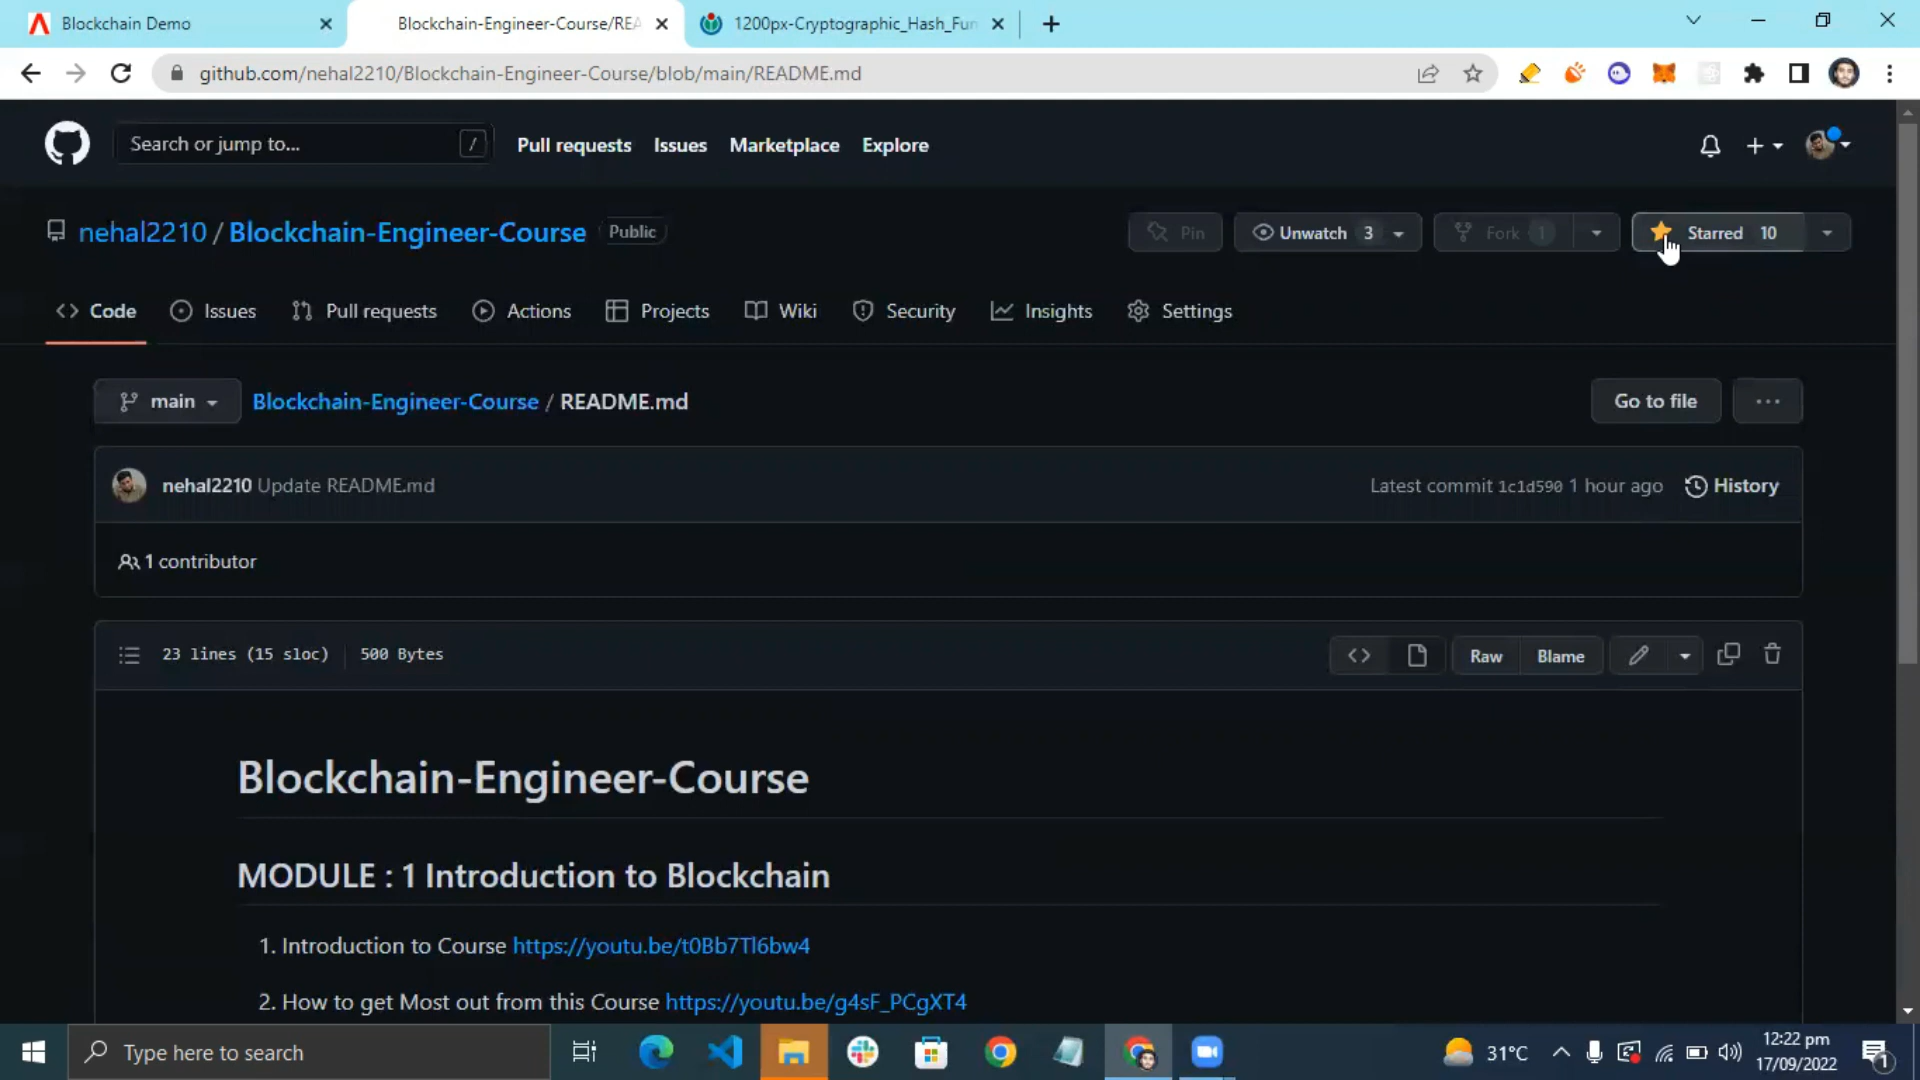 Blockchain Demo
Blockchain-Engineer-Course/REA
1200px-Cryptographic_Hash_Fun
github.com/nehal2210/Blockchain-Engineer-Course/blob/main/README.md
Search or jump to...
/
Pull requests
Issues
Marketplace
Explore
nehal2210 / Blockchain-Engineer-Course
Public
Pin
Unwatch 3
Fork 1
Starred 10
Code
Issues
Pull requests
Actions
Projects
Wiki
Security
Insights
Settings
main
Blockchain-Engineer-Course / README.md
Go to file
nehal2210 Update README.md
Latest commit 1c1d590 1 hour ago
History
1 contributor
23 lines (15 sloc)
500 Bytes
Raw
Blame
Blockchain-Engineer-Course
MODULE : 1 Introduction to Blockchain
1. Introduction to Course https://youtu.be/t0Bb7Tl6bw4
2. How to get Most out from this Course https://youtu.be/g4sF_PCgXT4
Type here to search
31°C
12:22 pm
17/09/2022
1